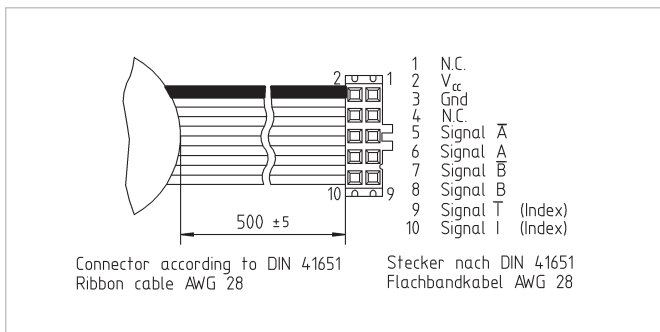 2 1
10 9
500 ±5
1 N.C.
2 V_cc
3 Gnd
4 N.C.
5 Signal A̅
6 Signal A
7 Signal B̅
8 Signal B
9 Signal I̅ (Index)
10 Signal I (Index)
Connector according to DIN 41651
Ribbon cable AWG 28
Stecker nach DIN 41651
Flachbandkabel AWG 28